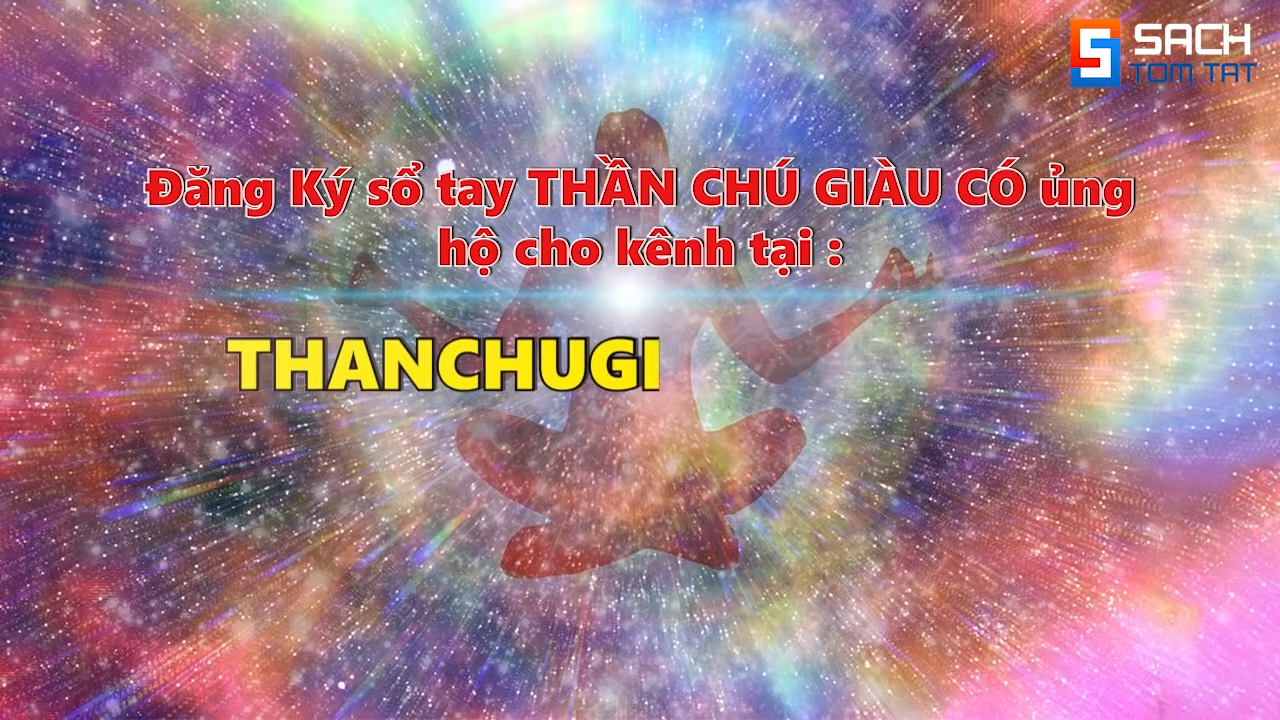 SACH
TOM TAT
Đăng Ký sổ tay THẦN CHÚ GIÀU CÓ ủng
hộ cho kênh tại :
THANCHUGI